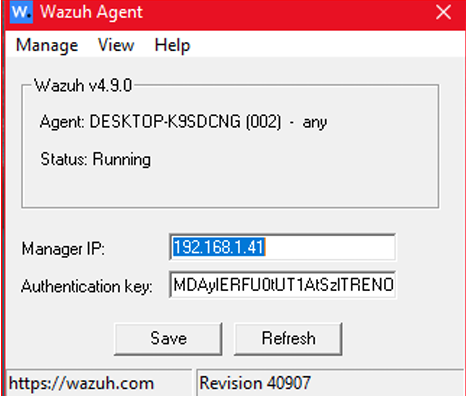 W. Wazuh Agent
Manage View Help
Wazuh v4.9.0
Agent: DESKTOP-K9SDCNG (002) - any
Status: Running
Manager IP: 192.168.1.41
Authentication key: MDAyIERFU0tUT1AtSzlTRENO
Save Refresh
https://wazuh.com Revision 40907